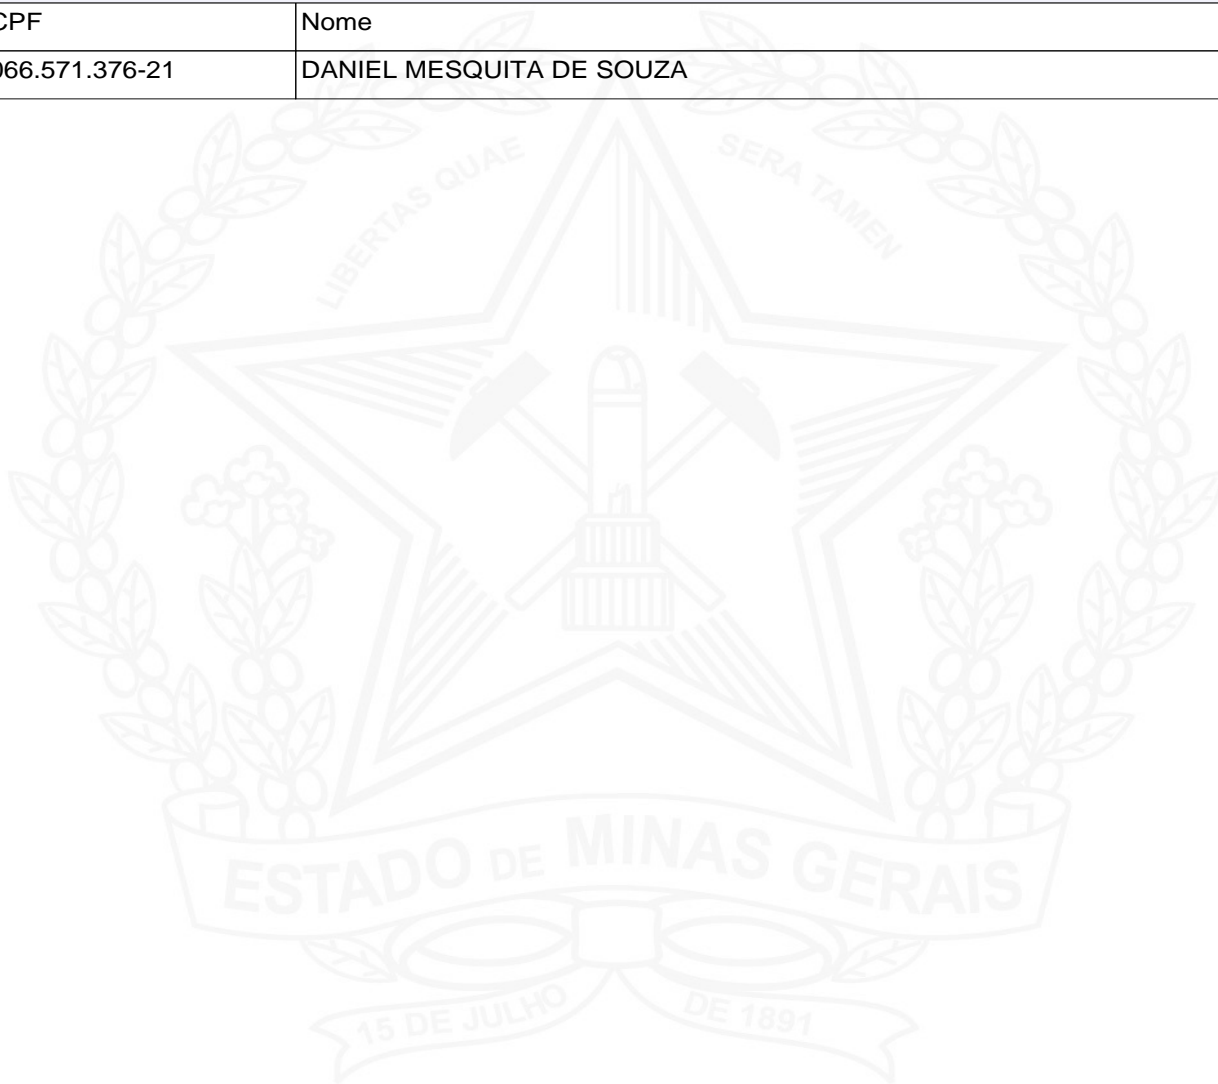 CPF Nome
066.571.376-21 DANIEL MESQUITA DE SOUZA
LIBERTAS QUAE SERA TAMEN
ESTADO DE MINAS GERAIS
15 DE JULHO DE 1891